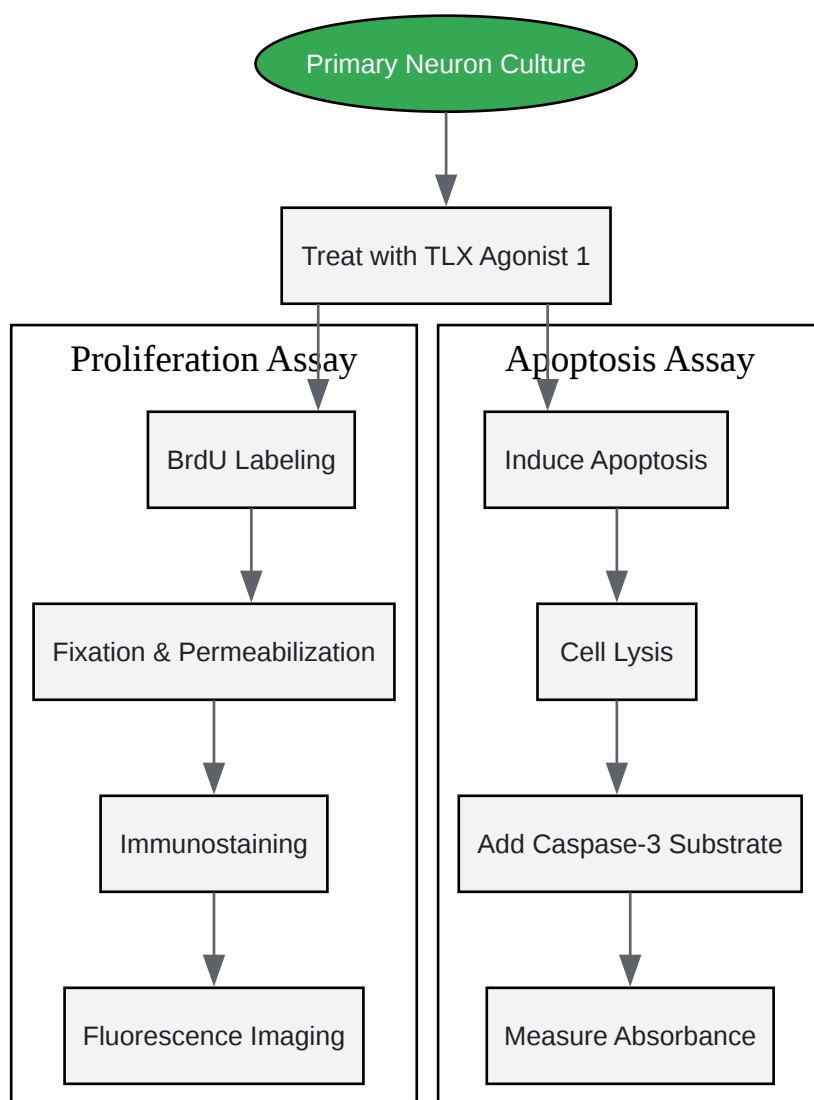 Primary Neuron Culture
Treat with TLX Agonist 1
Proliferation Assay
BrdU Labeling
Fixation & Permeabilization
Immunostaining
Fluorescence Imaging
Apoptosis Assay
Induce Apoptosis
Cell Lysis
Add Caspase-3 Substrate
Measure Absorbance